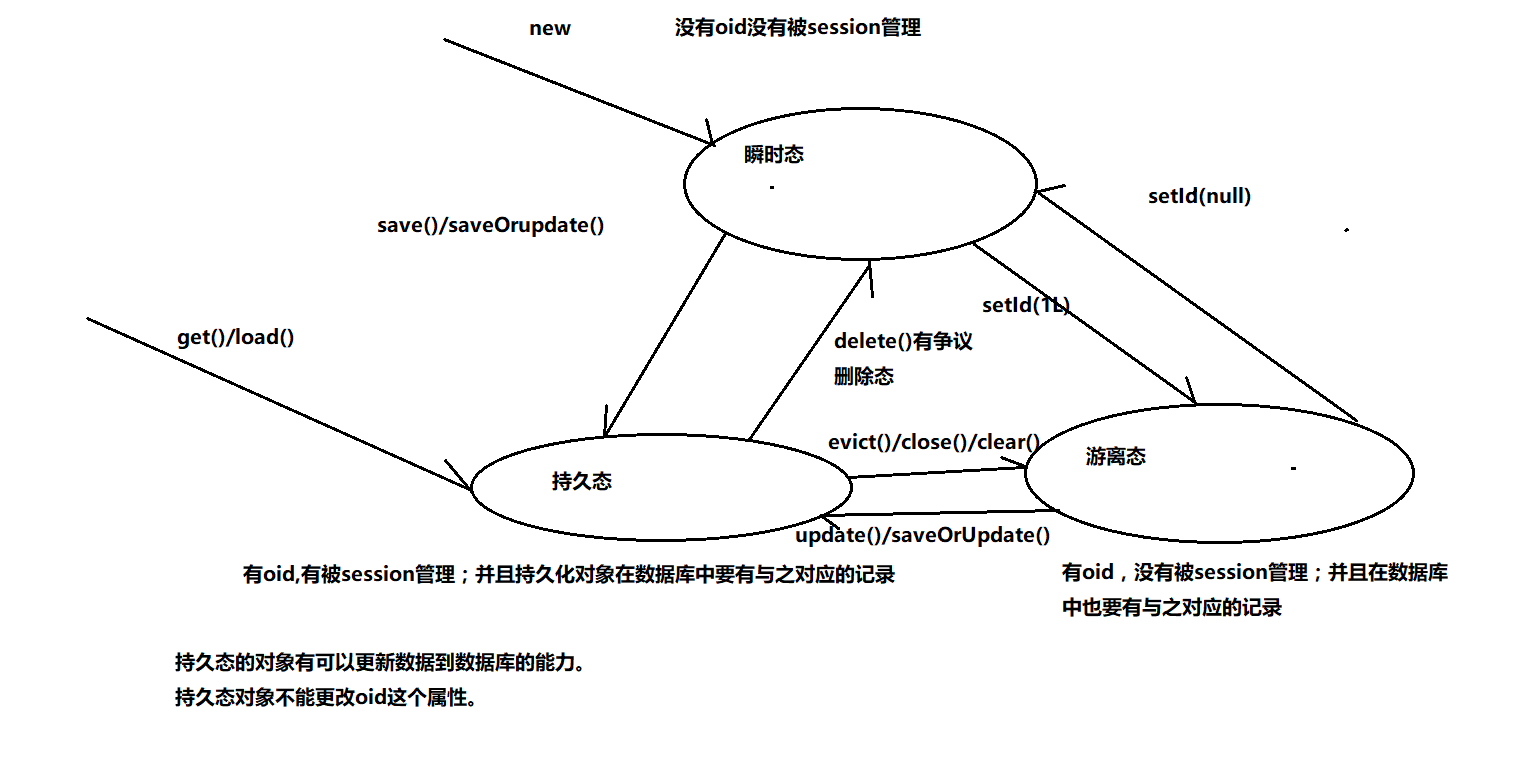 new
没有oid没有被session管理
瞬时态
setId(null)
save()/saveOrupdate()
setId(1L)
get()/load()
delete()有争议
删除态
evict()/close()/clear()
游离态
持久态
update()/saveOrUpdate()
有oid,有被session管理；并且持久化对象在数据库中要有与之对应的记录
有oid，没有被session管理；并且在数据库
中也要有与之对应的记录
持久态的对象有可以更新数据到数据库的能力。
持久态对象不能更改oid这个属性。